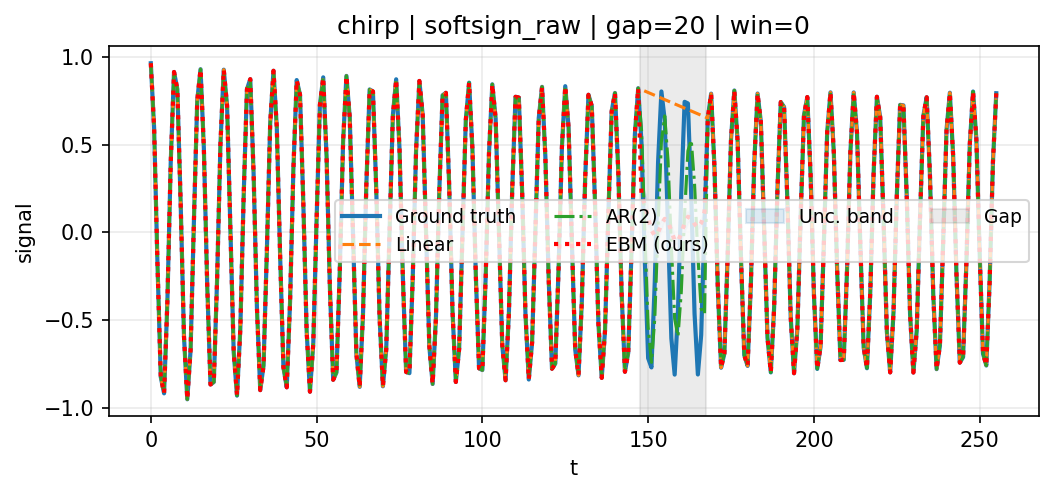 chirp | softsign_raw | gap=20 | win=0
signal
1.0
0.5
0.0
−0.5
−1.0
Ground truth
Linear
AR(2)
EBM (ours)
Unc. band
Gap
0 50 100 150 200 250
t